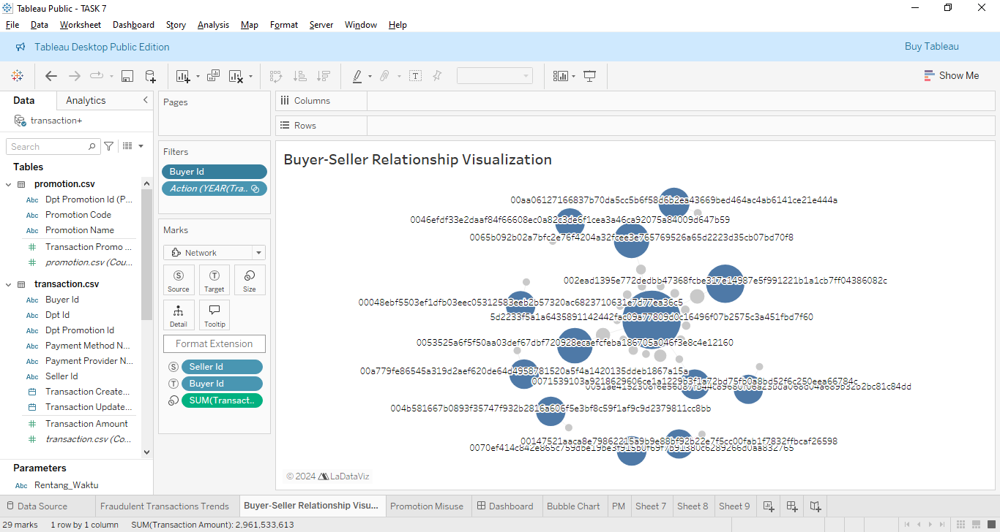 Tableau Public - TASK 7
File Data Worksheet Dashboard Story Analysis Map Format Server Window Help
Tableau Desktop Public Edition
Buy Tableau
Show Me
Data
Analytics
transaction+
Search
Tables
promotion.csv
Abc Dpt Promotion Id (P...
Abc Promotion Code
Abc Promotion Name
Transaction Promo ...
promotion.csv (Cou...
transaction.csv
Abc Buyer Id
Abc Dpt Id
Abc Dpt Promotion Id
Abc Payment Method N...
Abc Payment Provider N...
Abc Seller Id
Transaction Create...
Transaction Update...
Transaction Amount
transaction.csv (Co...
Parameters
Abc Rentang_Waktu
Pages
Filters
Buyer Id
Action (YEAR(Tra..
Marks
Network
S T
Source Target Size
Detail Tooltip
Format Extension
S Seller Id
T Buyer Id
SUM(Transact..
Columns
Rows
Buyer-Seller Relationship Visualization
00aa06127166837b70da5cc5b6f58d6b2ea43669bed464ac4ab6141ce21e444a
0046efdf33e2daaf84f66608ec0a82c3de6f1cea3a46ca92075a84009d647b59
0065b092b02a7bfc2e76f4204a32fcee3e765769526a65d2223d35cb07bd70f8
002ead1395e772dedbb47368fcbe317e14987e5f991221b1a1cb7ff04386082c
00048ebf5503ef1dfb03eec05312583eeb2b57320ac6823710631e7d77ea36c5
5d2233f5a1a6435891142442fac09a77809d0c16496f07b2575c3a451fbd7f60
0053525a6f5f50aa03def67dbf720928ecaefcfeba186705a046f3e8c4e12160
00a779fe86545a319d2aef620de64d4958781520a5f4a1420135ddeb1867a15a
0071539103a9218629606ce1a1229b3f1a72bd75fb0a8bd52f6c250eea66784c
004b581667b0893f35747f932b2816a606f5e3bf8c59f1af9c9d2379811cc8bb
00147521aaca8e79862215a9b9e88bf92b22e7f5cc00fab1f7832ffbcaf26598
© 2024 LaDataViz
Data Source
Fraudulent Transactions Trends
Buyer-Seller Relationship Visu...
Promotion Misuse
Dashboard
Bubble Chart
PM
Sheet 7
Sheet 8
Sheet 9
29 marks 1 row by 1 column SUM(Transaction Amount): 2,961,533,613